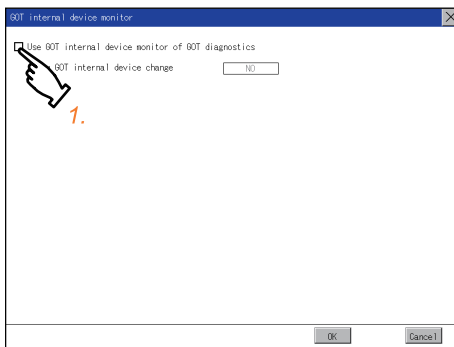 GOT internal device monitor
Use GOT internal device monitor of GOT diagnostics
GOT internal device change NO
1.
OK Cancel